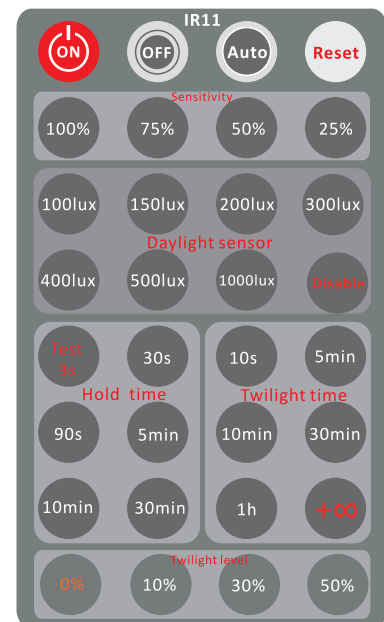 IR11
ON OFF Auto Reset
Sensitivity
100% 75% 50% 25%
100lux 150lux 200lux 300lux
Daylight sensor
400lux 500lux 1000lux Disable
Test 3s 30s 10s 5min
Hold time Twilight time
90s 5min 10min 30min
10min 30min 1h +∞
Twilight level
0% 10% 30% 50%